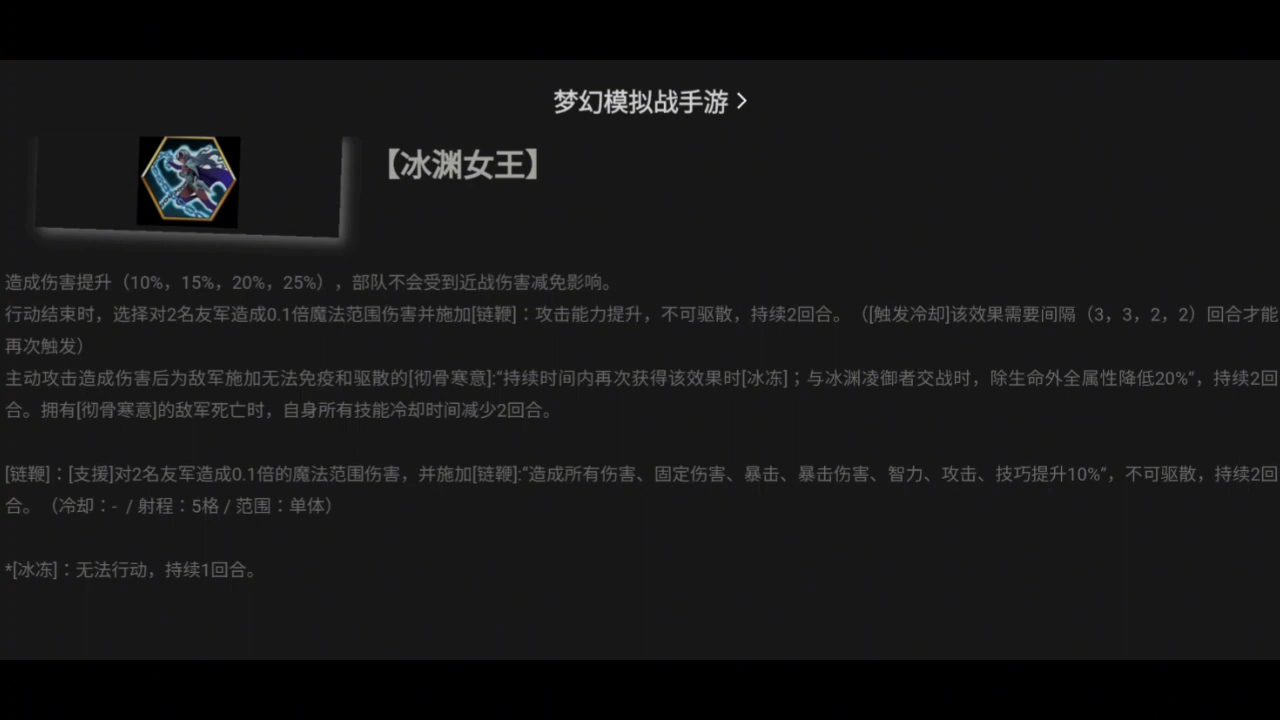 梦幻模拟战手游 >
【冰渊女王】
造成伤害提升（10%，15%，20%，25%），部队不会受到近战伤害减免影响。
行动结束时，选择对2名友军造成0.1倍魔法范围伤害并施加[链鞭]：攻击能力提升，不可驱散，持续2回合。（[触发冷却]该效果需要间隔（3，3，2，2）回合才能
再次触发）
主动攻击造成伤害后为敌军施加无法免疫和驱散的[彻骨寒意]:“持续时间内再次获得该效果时[冰冻]；与冰渊凌御者交战时，除生命外全属性降低20%“，持续2回
合。拥有[彻骨寒意]的敌军死亡时，自身所有技能冷却时间减少2回合。
[链鞭]：[支援]对2名友军造成0.1倍的魔法范围伤害，并施加[链鞭]:“造成所有伤害、固定伤害、暴击、暴击伤害、智力、攻击、技巧提升10%”，不可驱散，持续2回
合。（冷却：- / 射程：5格 / 范围：单体）
*[冰冻]：无法行动，持续1回合。